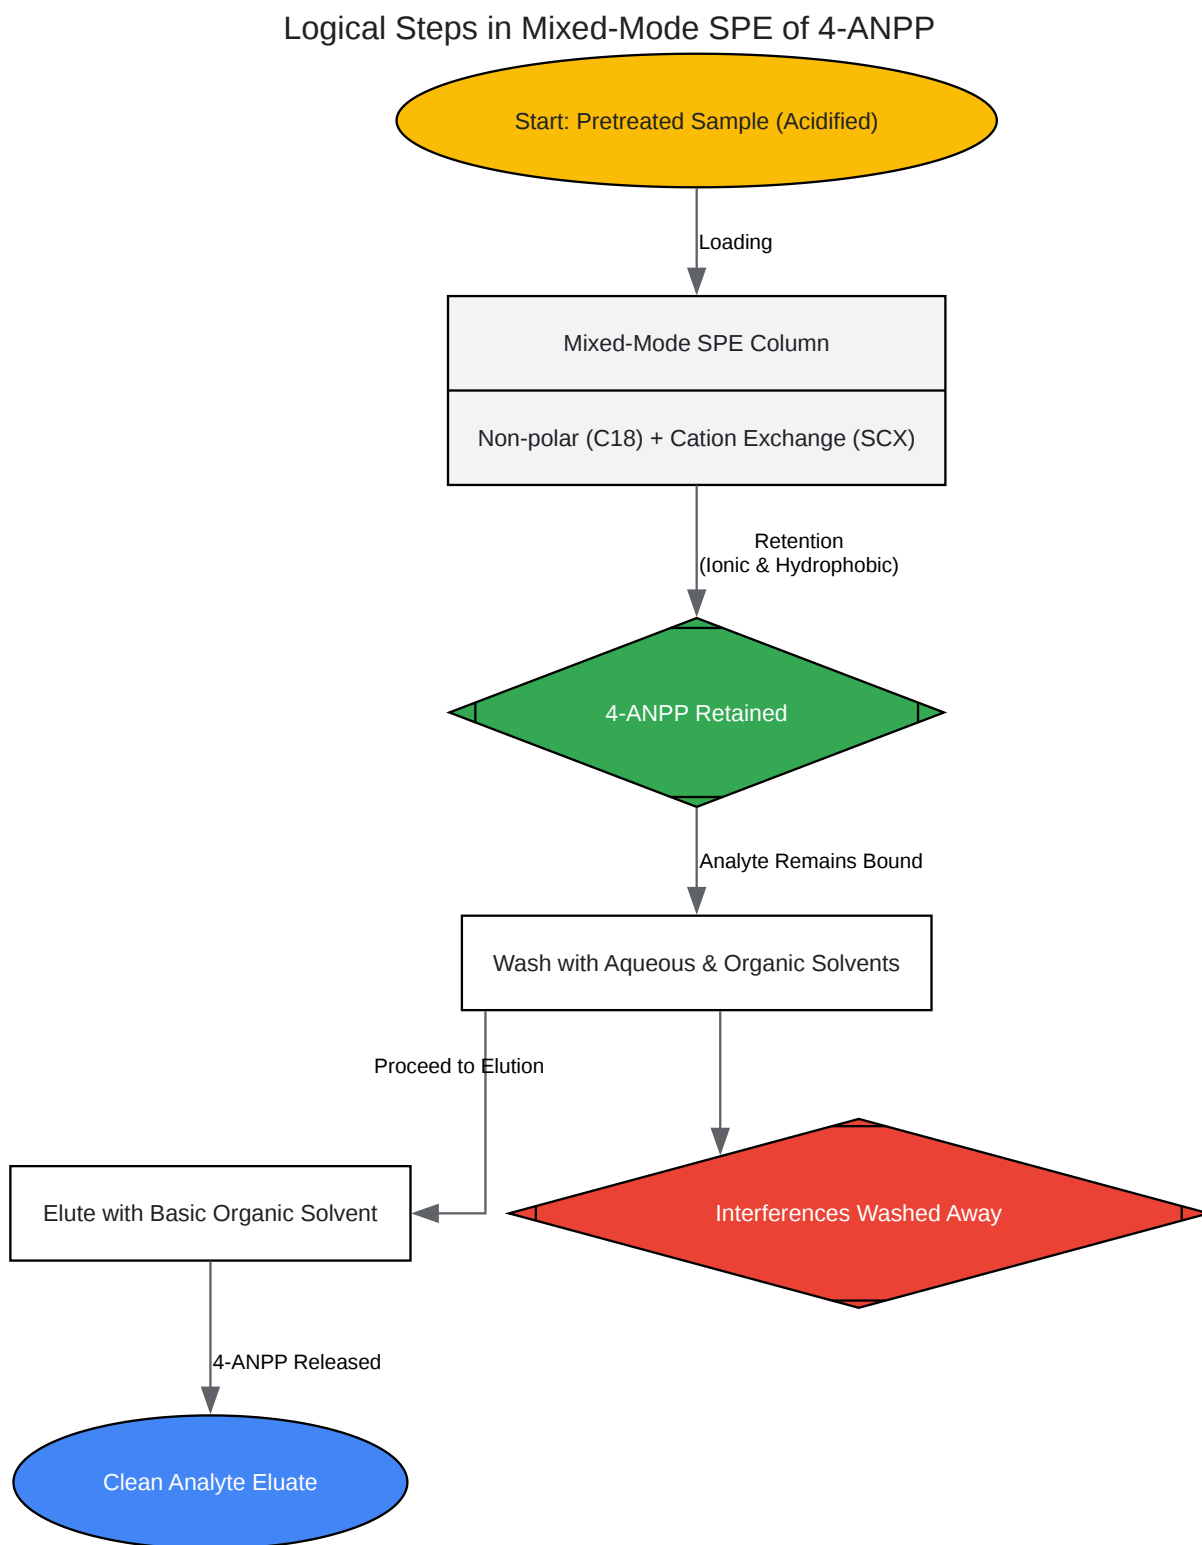 Logical Steps in Mixed-Mode SPE of 4-ANPP
Start: Pretreated Sample (Acidified)
Loading
Mixed-Mode SPE Column
Non-polar (C18) + Cation Exchange (SCX)
Retention
(Ionic & Hydrophobic)
4-ANPP Retained
Analyte Remains Bound
Wash with Aqueous & Organic Solvents
Proceed to Elution
Elute with Basic Organic Solvent
Interferences Washed Away
4-ANPP Released
Clean Analyte Eluate